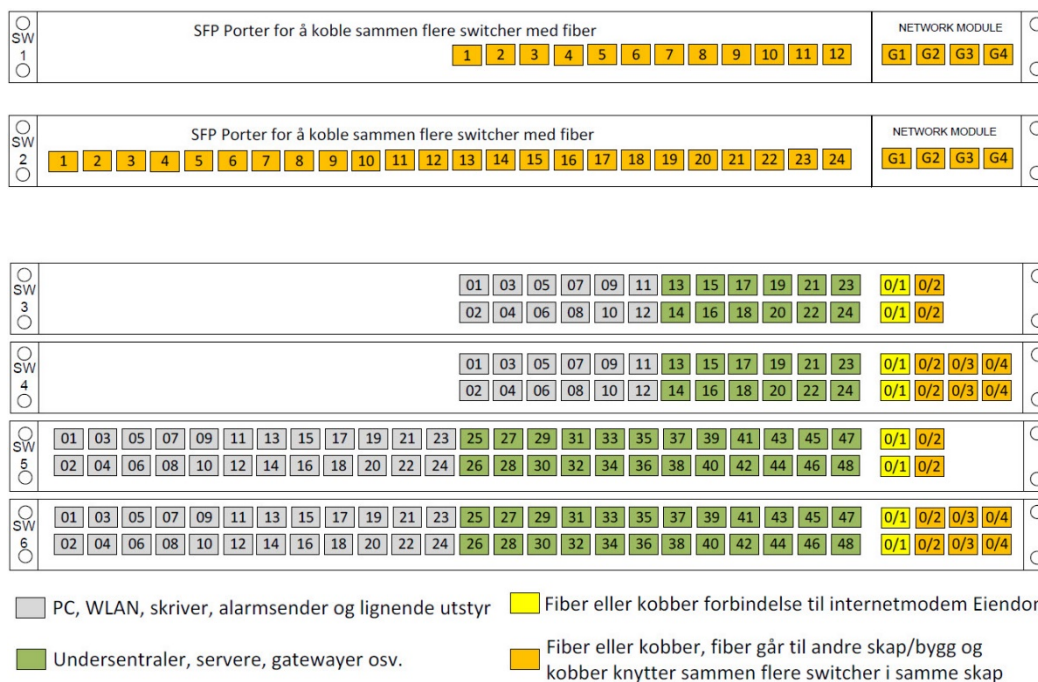 SW 1
SFP Porter for å koble sammen flere switcher med fiber
NETWORK MODULE
1 2 3 4 5 6 7 8 9 10 11 12 G1 G2 G3 G4
SW 2
SFP Porter for å koble sammen flere switcher med fiber
NETWORK MODULE
1 2 3 4 5 6 7 8 9 10 11 12 13 14 15 16 17 18 19 20 21 22 23 24 G1 G2 G3 G4
SW 3
01 03 05 07 09 11 13 15 17 19 21 23 0/1 0/2
02 04 06 08 10 12 14 16 18 20 22 24 0/1 0/2
SW 4
01 03 05 07 09 11 13 15 17 19 21 23 0/1 0/2 0/3 0/4
02 04 06 08 10 12 14 16 18 20 22 24 0/1 0/2 0/3 0/4
SW 5
01 03 05 07 09 11 13 15 17 19 21 23 25 27 29 31 33 35 37 39 41 43 45 47 0/1 0/2
02 04 06 08 10 12 14 16 18 20 22 24 26 28 30 32 34 36 38 40 42 44 46 48 0/1 0/2
SW 6
01 03 05 07 09 11 13 15 17 19 21 23 25 27 29 31 33 35 37 39 41 43 45 47 0/1 0/2 0/3 0/4
02 04 06 08 10 12 14 16 18 20 22 24 26 28 30 32 34 36 38 40 42 44 46 48 0/1 0/2 0/3 0/4
PC, WLAN, skriver, alarmsender og lignende utstyr
Fiber eller kobber forbindelse til internetmodem Eiendor
Undersentraler, servere, gatewayer osv.
Fiber eller kobber, fiber går til andre skap/bygg og
kobber knytter sammen flere switcher i samme skap